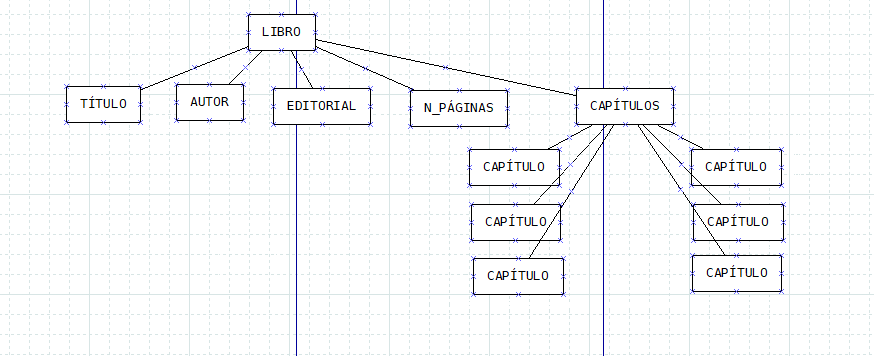 LIBRO
TÍTULO
AUTOR
EDITORIAL
N_PÁGINAS
CAPÍTULOS
CAPÍTULO
CAPÍTULO
CAPÍTULO
CAPÍTULO
CAPÍTULO
CAPÍTULO